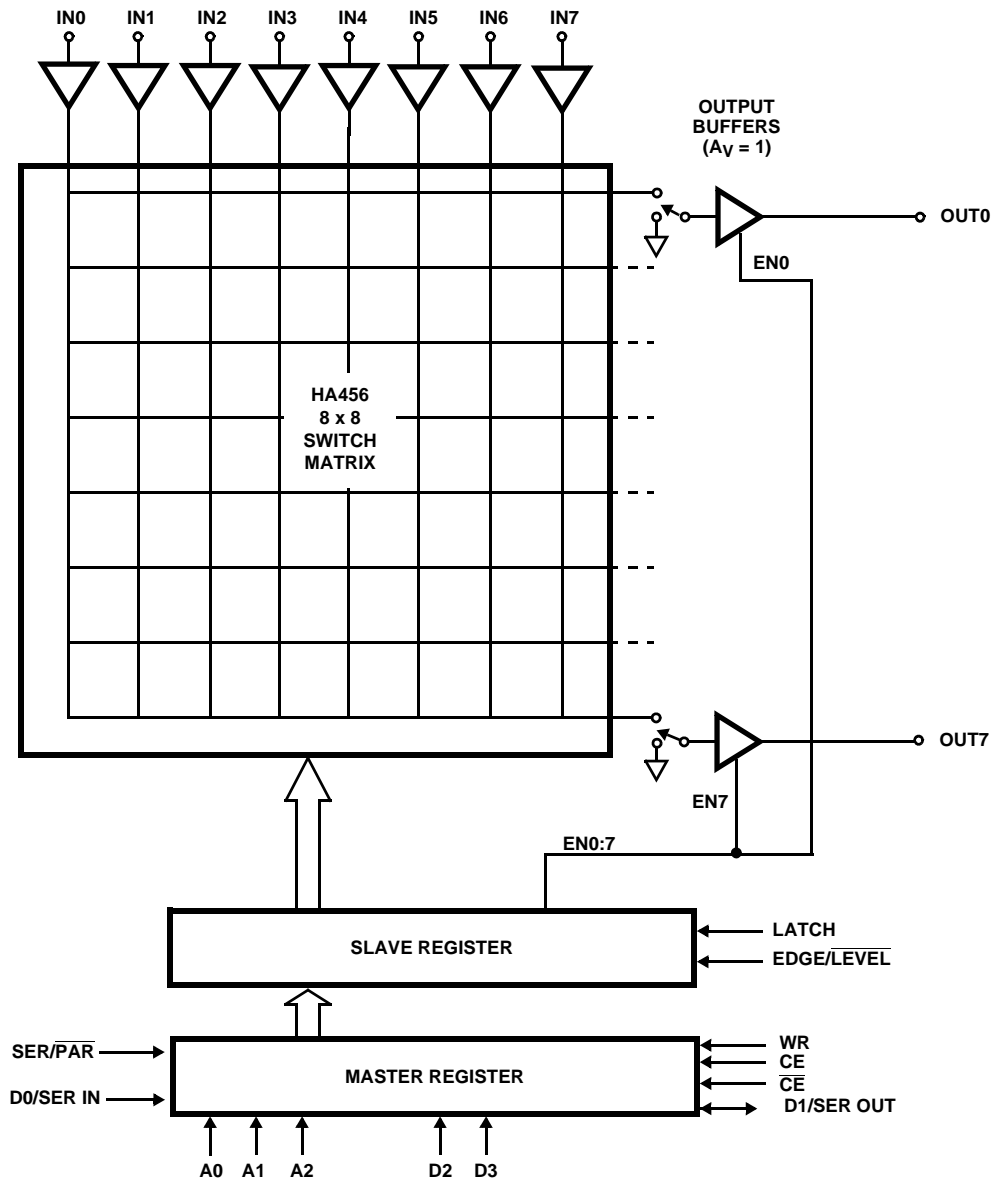 IN0 IN1 IN2 IN3 IN4 IN5 IN6 IN7
OUTPUT
BUFFERS
(AV = 1)
OUT0
EN0
HA456
8 x 8
SWITCH
MATRIX
OUT7
EN7
EN0:7
SLAVE REGISTER
LATCH
EDGE/LEVEL
SER/PAR
D0/SER IN
MASTER REGISTER
WR
CE
CE
D1/SER OUT
A0 A1 A2 D2 D3